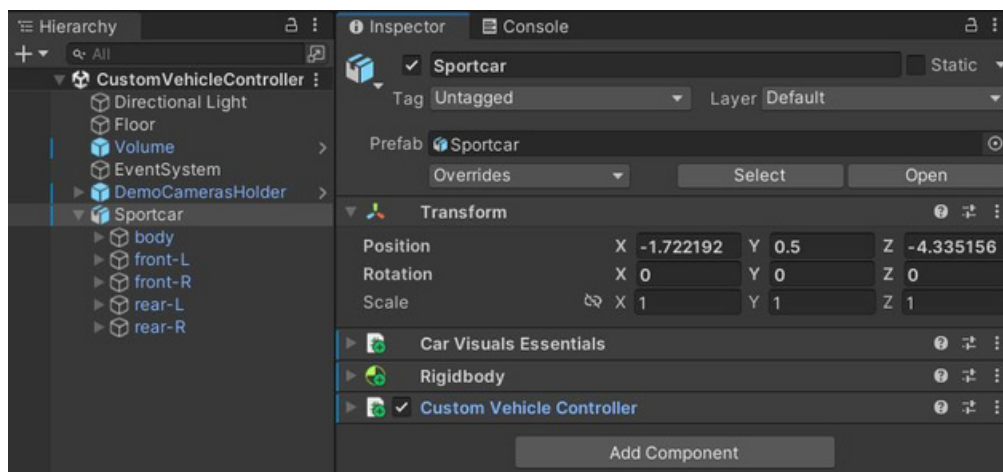 Hierarchy
All
CustomVehicleController
Directional Light
Floor
Volume
EventSystem
DemoCamerasHolder
Sportcar
body
front-L
front-R
rear-L
rear-R
Inspector Console
Sportcar Static
Tag Untagged Layer Default
Prefab Sportcar
Overrides Select Open
Transform
Position X -1.722192 Y 0.5 Z -4.335156
Rotation X 0 Y 0 Z 0
Scale X 1 Y 1 Z 1
Car Visuals Essentials
Rigidbody
Custom Vehicle Controller
Add Component